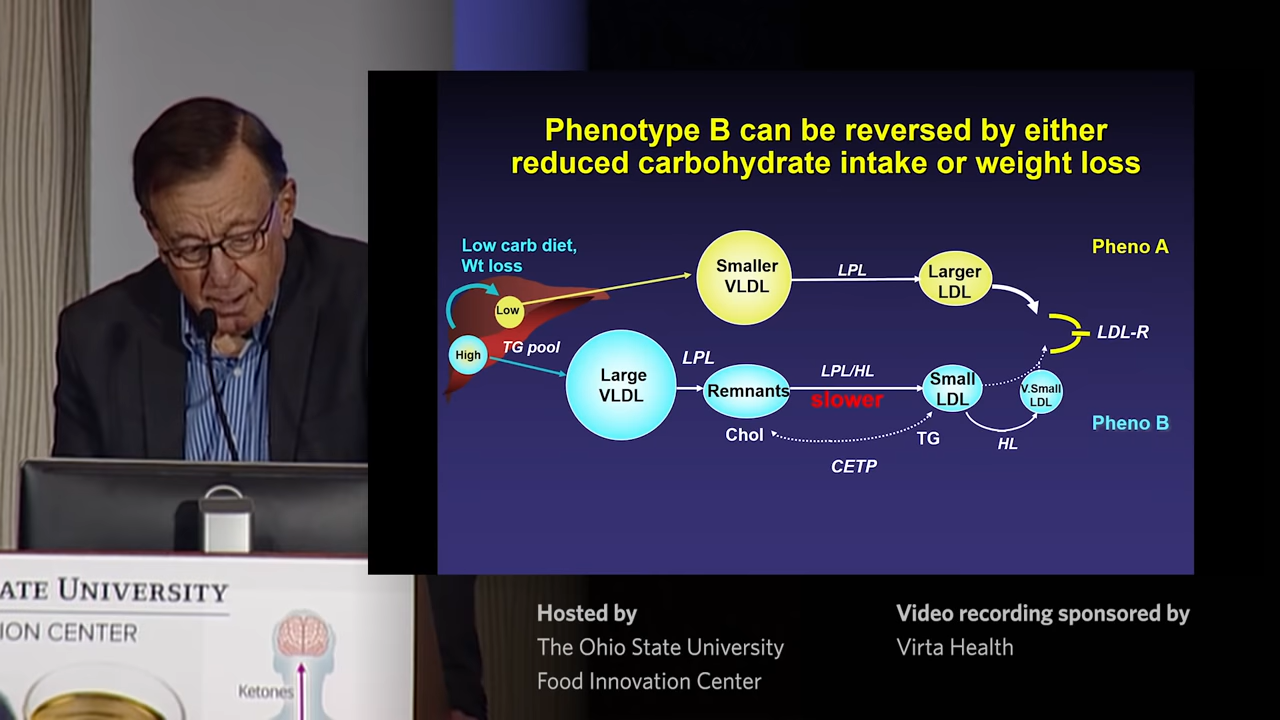 Phenotype B can be reversed by either
reduced carbohydrate intake or weight loss
Low carb diet,
Wt loss
Low
High
TG pool
Smaller
VLDL
LPL
Larger
LDL
Pheno A
LDL-R
Large
VLDL
LPL
Remnants
LPL/HL
slower
Small
LDL
V.Small
LDL
Pheno B
Chol
TG
HL
CETP
ATE UNIVERSITY
ION CENTER
Ketones
Hosted by
The Ohio State University
Food Innovation Center
Video recording sponsored by
Virta Health